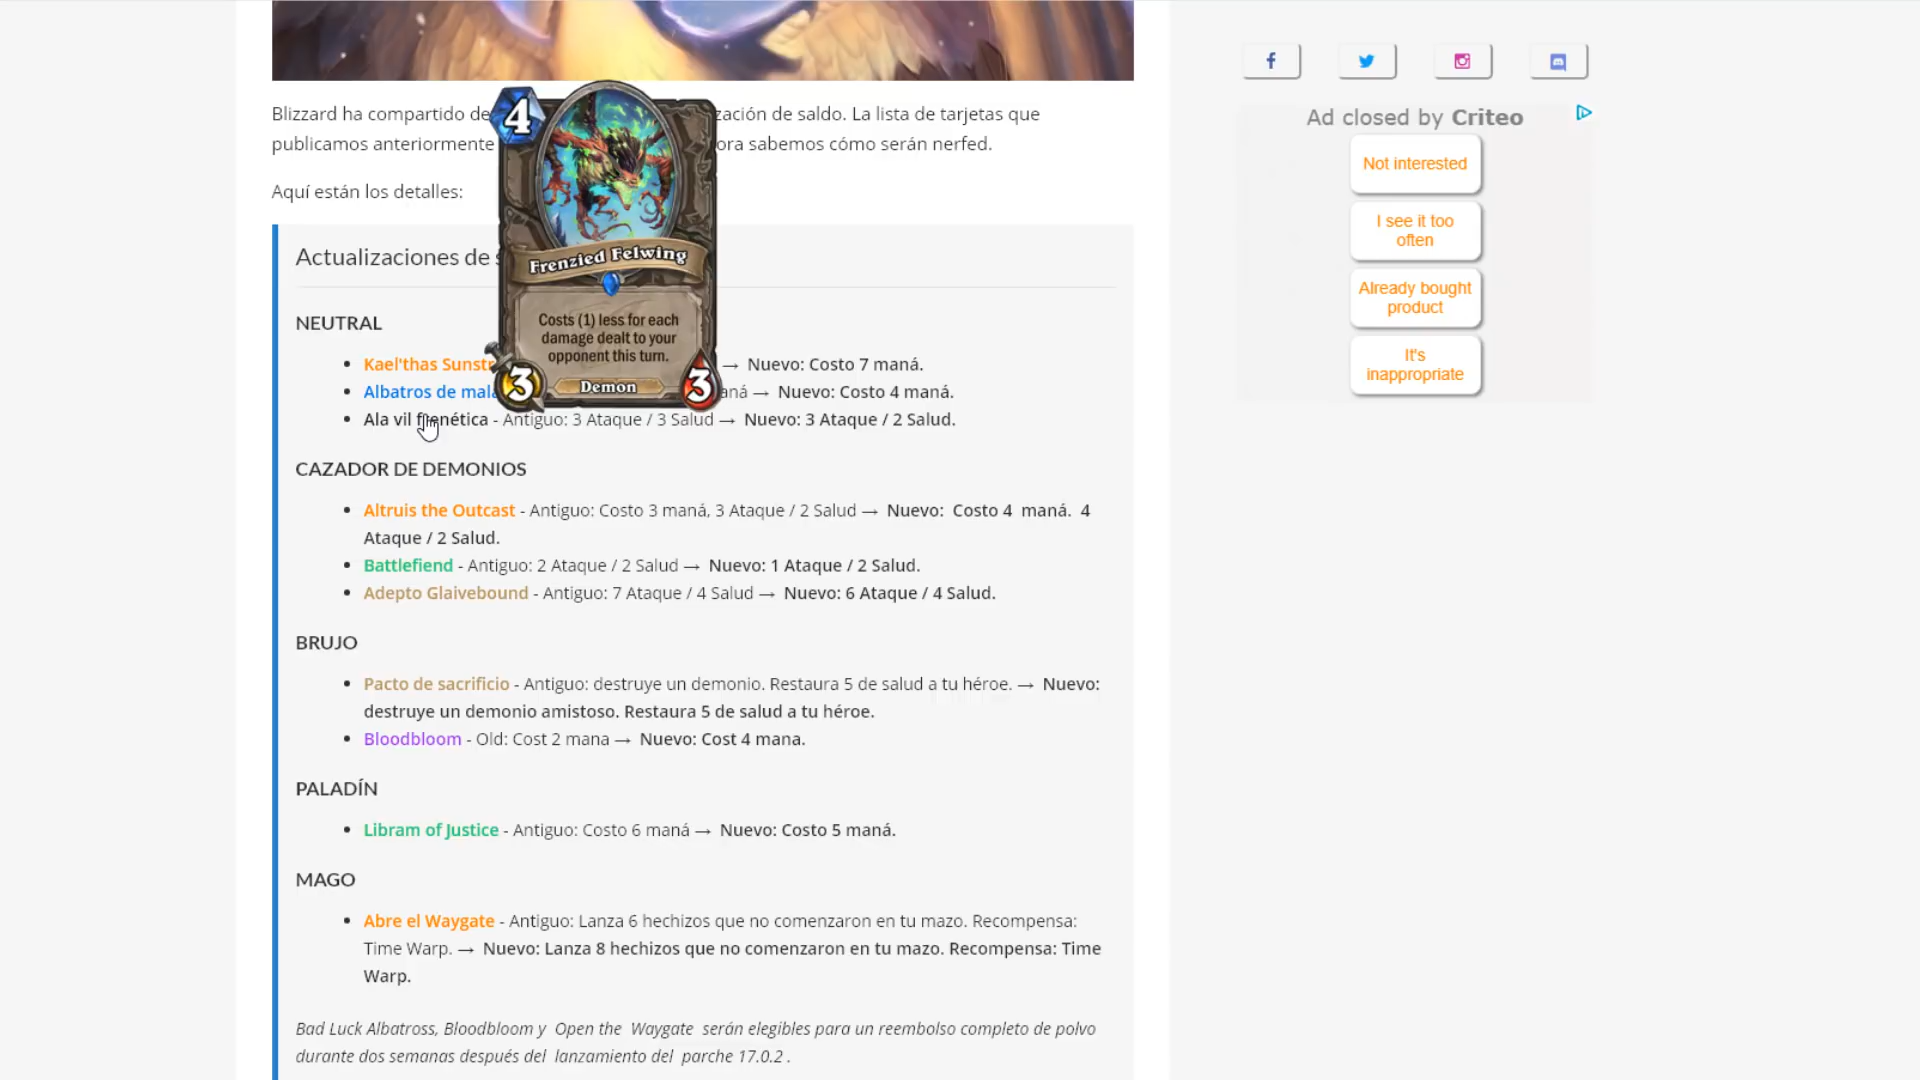 Blizzard ha compartido de
zación de saldo. La lista de tarjetas que
publicamos anteriormente
ora sabemos cómo serán nerfed.
Aquí están los detalles:
4
Frenzied Felwing
Costs (1) less for each
damage dealt to your
opponent this turn.
3
Demon
3
Actualizaciones de s
NEUTRAL
• Kael'thas Sunstr → Nuevo: Costo 7 maná.
• Albatros de mala aná → Nuevo: Costo 4 maná.
• Ala vil frenética - Antiguo: 3 Ataque / 3 Salud → Nuevo: 3 Ataque / 2 Salud.
CAZADOR DE DEMONIOS
• Altruis the Outcast - Antiguo: Costo 3 maná, 3 Ataque / 2 Salud → Nuevo: Costo 4 maná. 4
Ataque / 2 Salud.
• Battlefiend - Antiguo: 2 Ataque / 2 Salud → Nuevo: 1 Ataque / 2 Salud.
• Adepto Glaivebound - Antiguo: 7 Ataque / 4 Salud → Nuevo: 6 Ataque / 4 Salud.
BRUJO
• Pacto de sacrificio - Antiguo: destruye un demonio. Restaura 5 de salud a tu héroe. → Nuevo:
destruye un demonio amistoso. Restaura 5 de salud a tu héroe.
• Bloodbloom - Old: Cost 2 mana → Nuevo: Cost 4 mana.
PALADÍN
• Libram of Justice - Antiguo: Costo 6 maná → Nuevo: Costo 5 maná.
MAGO
• Abre el Waygate - Antiguo: Lanza 6 hechizos que no comenzaron en tu mazo. Recompensa:
Time Warp. → Nuevo: Lanza 8 hechizos que no comenzaron en tu mazo. Recompensa: Time
Warp.
Bad Luck Albatross, Bloodbloom y Open the Waygate serán elegibles para un reembolso completo de polvo
durante dos semanas después del lanzamiento del parche 17.0.2 .
Ad closed by Criteo
Not interested
I see it too
often
Already bought
product
It's
inappropriate